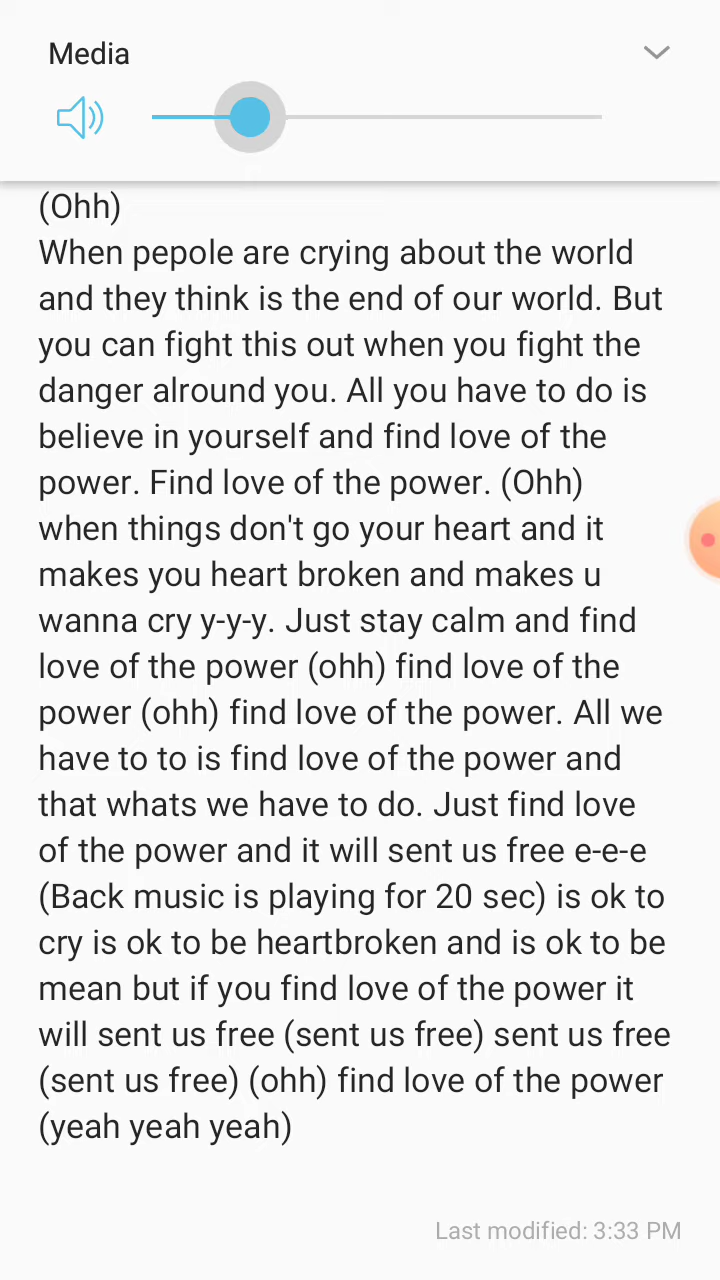 Media
(Ohh)
When pepole are crying about the world
and they think is the end of our world. But
you can fight this out when you fight the
danger alround you. All you have to do is
believe in yourself and find love of the
power. Find love of the power. (Ohh)
when things don't go your heart and it
makes you heart broken and makes u
wanna cry y-y-y. Just stay calm and find
love of the power (ohh) find love of the
power (ohh) find love of the power. All we
have to to is find love of the power and
that whats we have to do. Just find love
of the power and it will sent us free e-e-e
(Back music is playing for 20 sec) is ok to
cry is ok to be heartbroken and is ok to be
mean but if you find love of the power it
will sent us free (sent us free) sent us free
(sent us free) (ohh) find love of the power
(yeah yeah yeah)
Last modified: 3:33 PM